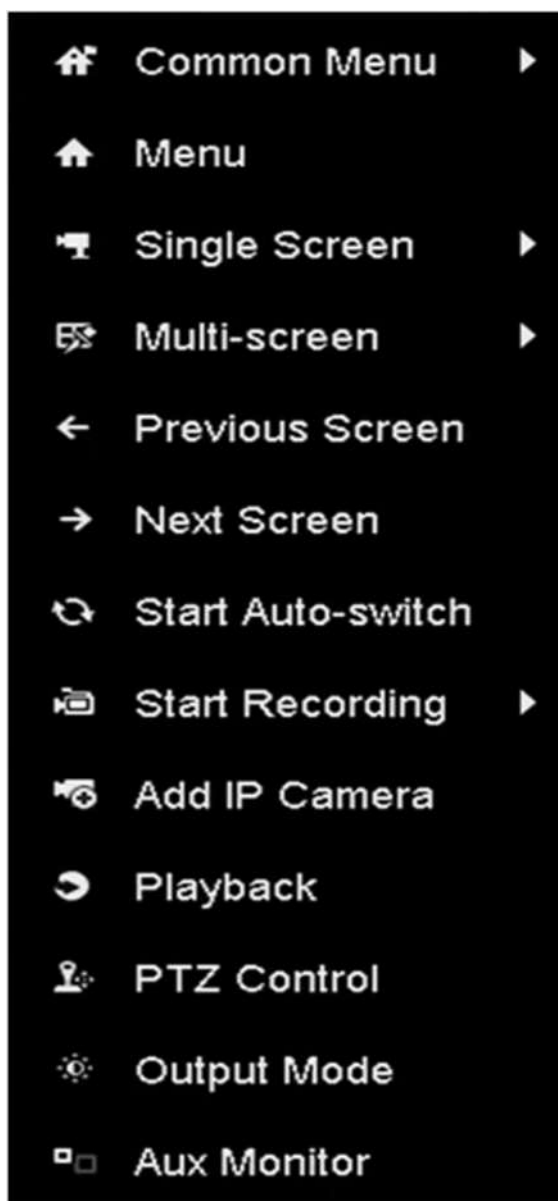 Common Menu
Menu
Single Screen
Multi-screen
Previous Screen
Next Screen
Start Auto-switch
Start Recording
Add IP Camera
Playback
PTZ Control
Output Mode
Aux Monitor